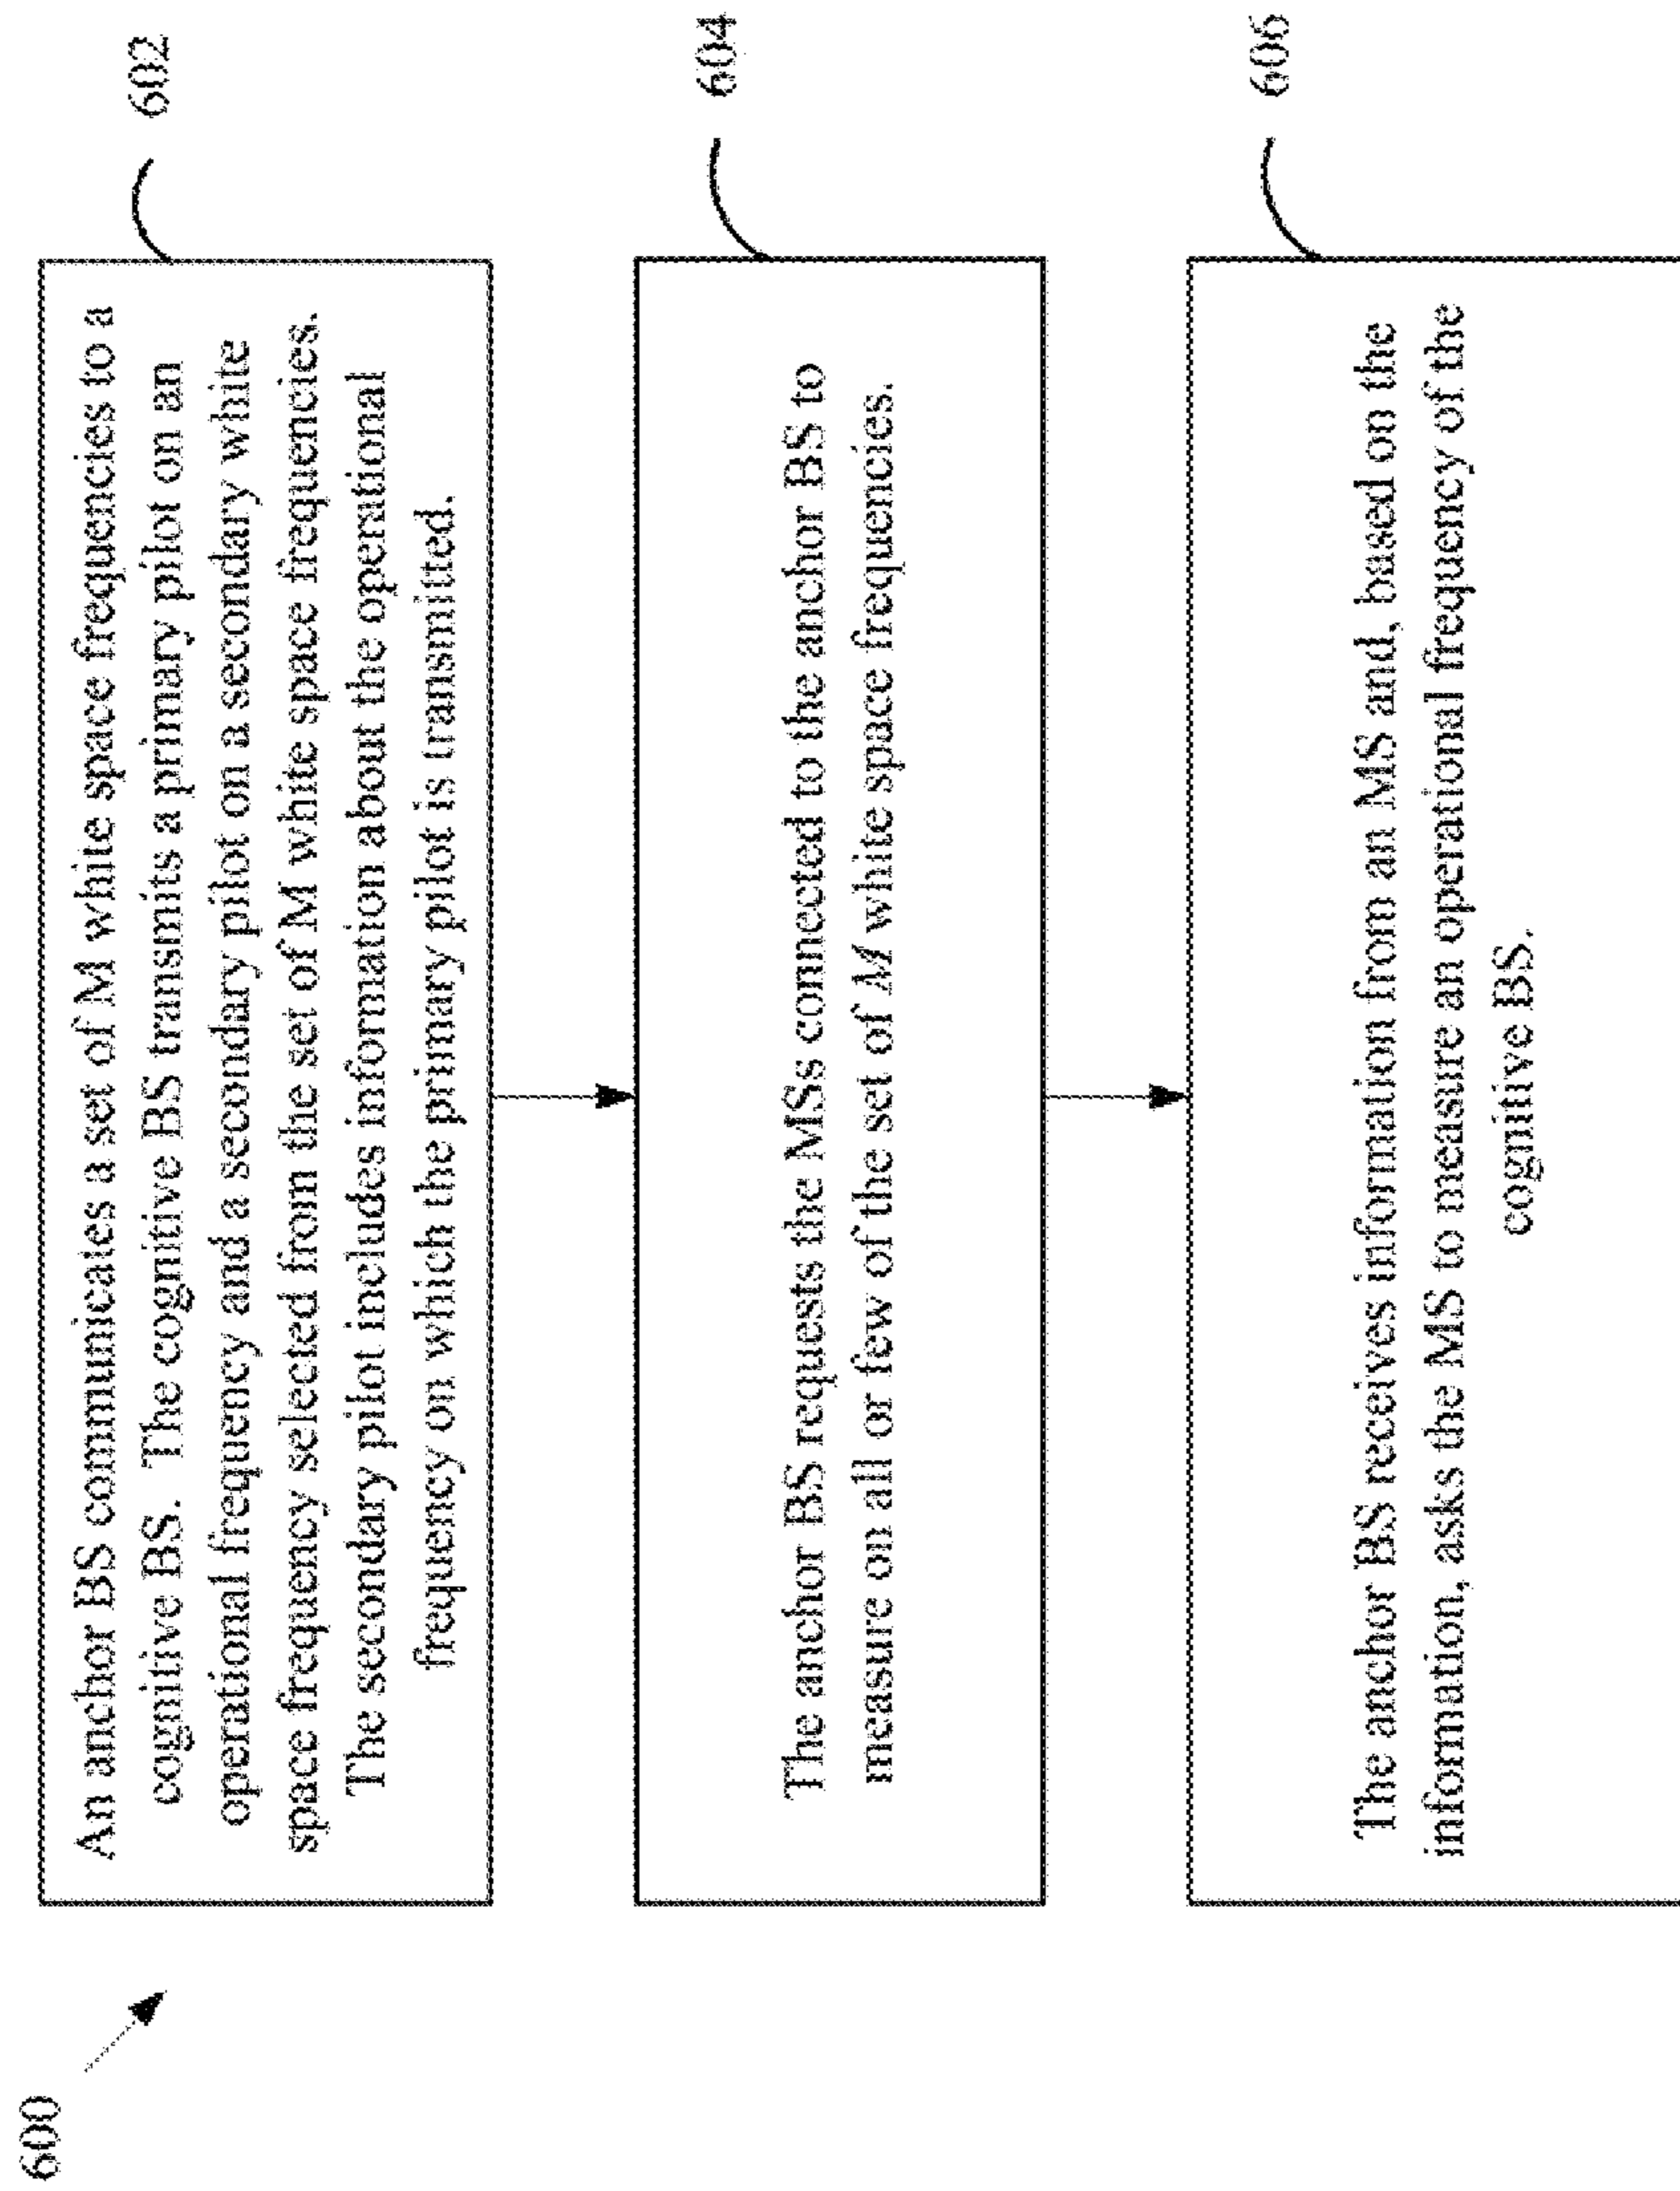 600
An anchor BS communicates a set of M white space frequencies to a
cognitive BS. The cognitive BS transmits a primary pilot on an
operational frequency and a secondary pilot on a secondary white
space frequency selected from the set of M white space frequencies.
The secondary pilot includes information about the operational
frequency on which the primary pilot is transmitted.
602
The anchor BS requests the MSs connected to the anchor BS to
measure on all or few of the set of M white space frequencies.
604
The anchor BS receives information from an MS and, based on the
information, asks the MS to measure an operational frequency of the
cognitive BS.
606